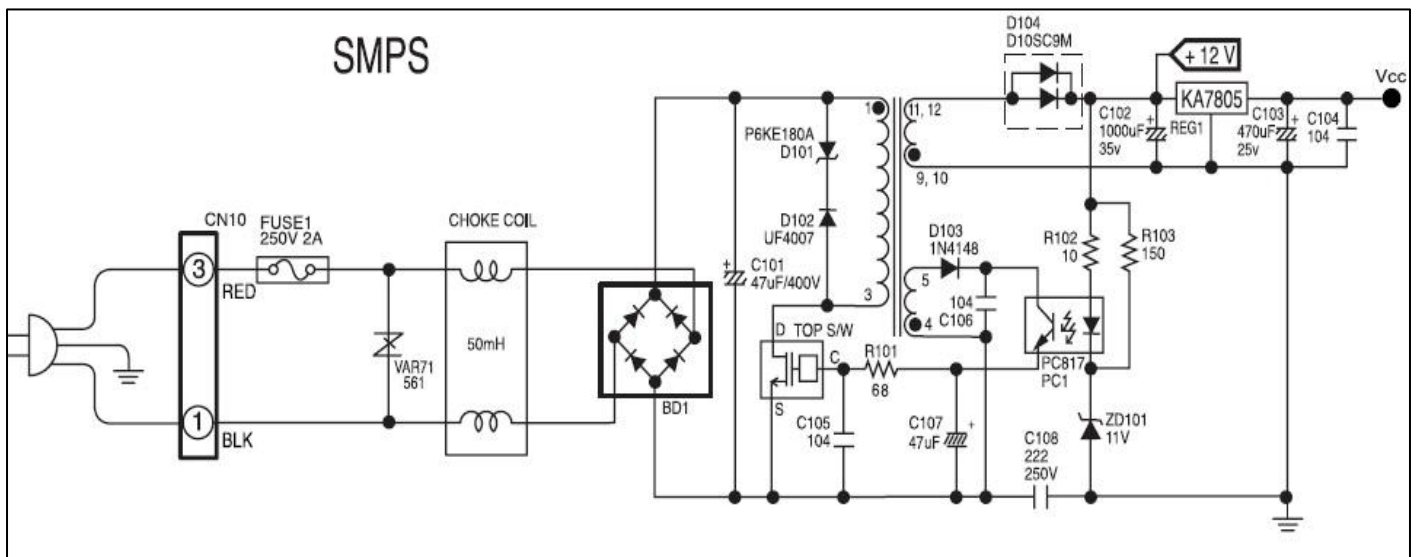 SMPS
D104
D10SC9M
+ 12 V
Vcc
1
11, 12
KA7805
C102
1000uF
35v
+
REG1
C103
470uF
25v
+
C104
104
P6KE180A
D101
9, 10
CN10
FUSE1
250V 2A
CHOKE COIL
D102
UF4007
D103
1N4148
R102
10
R103
150
3
RED
+
C101
47uF/400V
3
5
104
C106
4
D TOP S/W
VAR71
561
50mH
C
R101
68
PC817
PC1
1
BLK
BD1
S
C105
104
C107
47uF
+
C108
222
250V
ZD101
11V